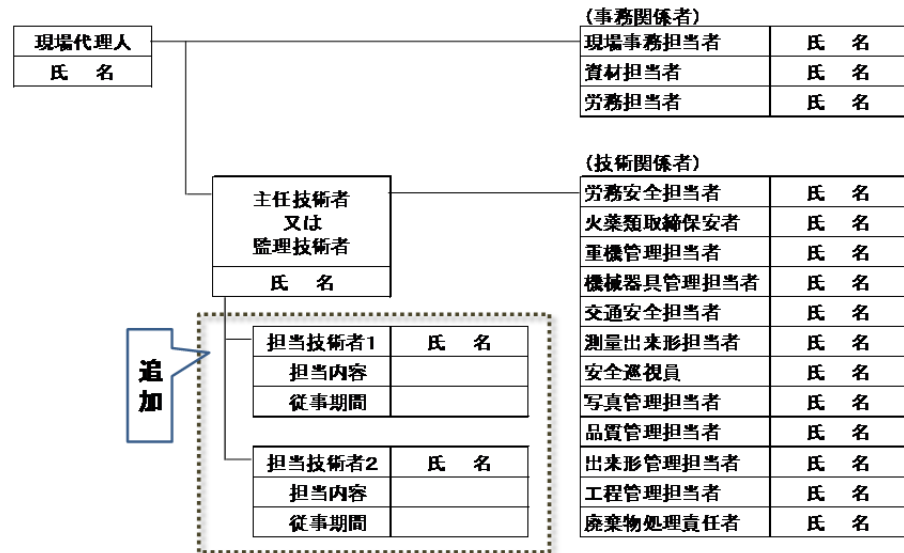 現場代理人
氏 名
(事務関係者)
現場事務担当者 氏 名
資材担当者 氏 名
労務担当者 氏 名
主任技術者
又は
監理技術者
氏 名
(技術関係者)
労務安全担当者 氏 名
火薬類取締保安者 氏 名
重機管理担当者 氏 名
機械器具管理担当者 氏 名
交通安全担当者 氏 名
測量出来形担当者 氏 名
安全巡視員 氏 名
写真管理担当者 氏 名
品質管理担当者 氏 名
出来形管理担当者 氏 名
工程管理担当者 氏 名
廃棄物処理責任者 氏 名
追加
担当技術者1 氏 名
担当内容
従事期間
担当技術者2 氏 名
担当内容
従事期間